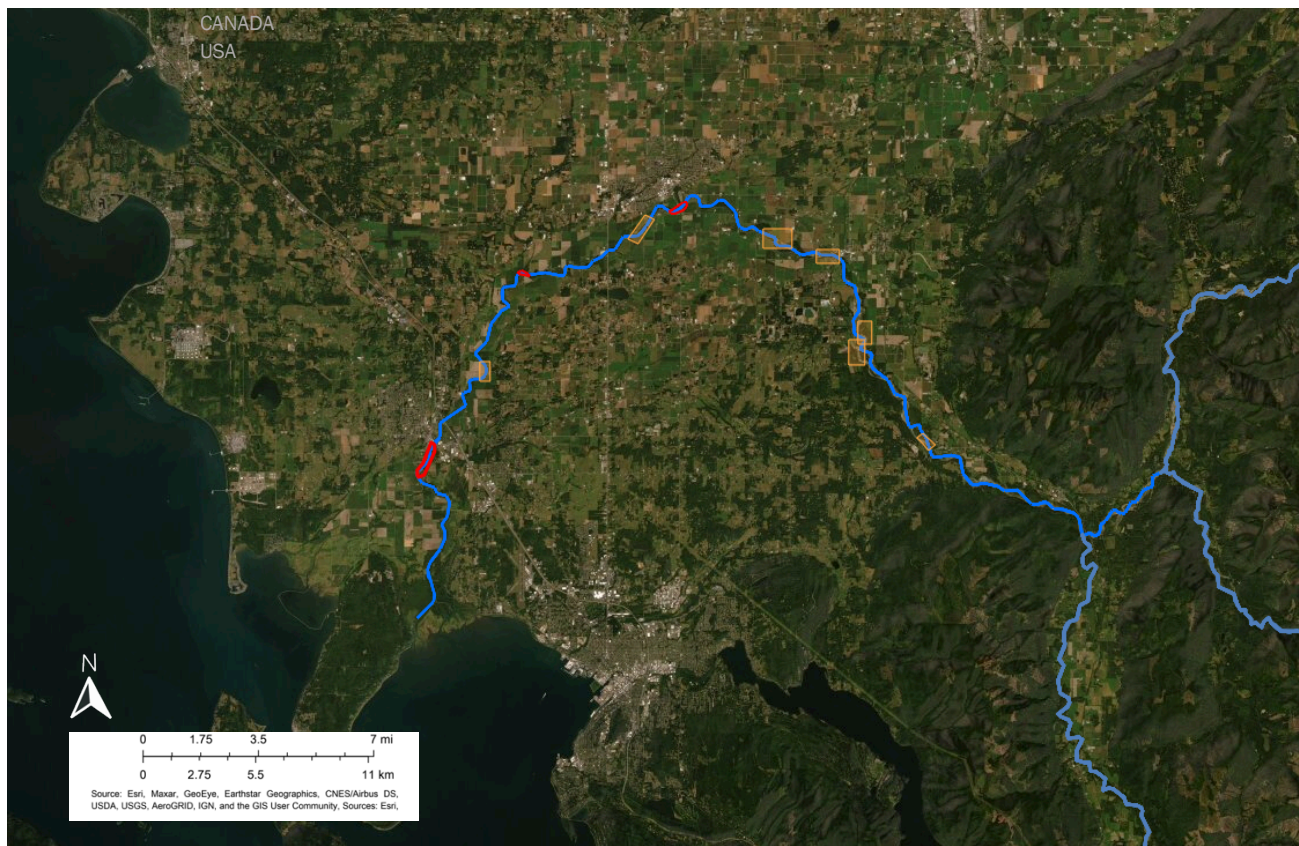 CANADA
USA
N
0 1.75 3.5 7 mi
0 2.75 5.5 11 km
Source: Esri, Maxar, GeoEye, Earthstar Geographics, CNES/Airbus DS,
USDA, USGS, AeroGRID, IGN, and the GIS User Community, Sources: Esri,